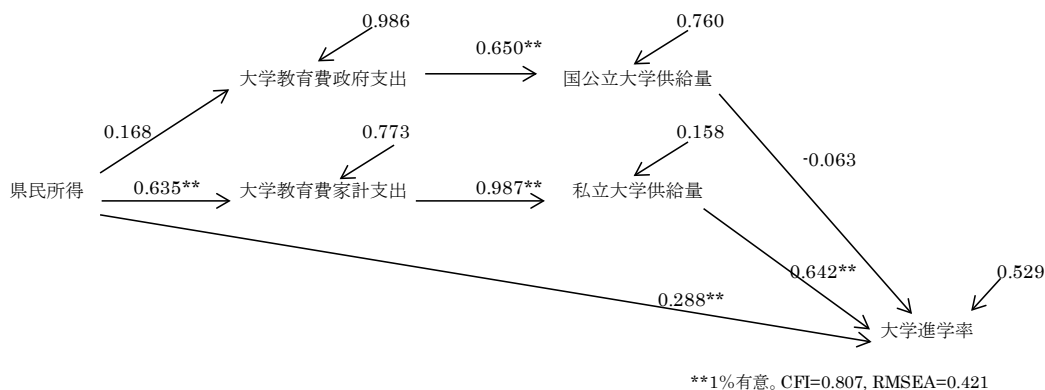 0.986
0.650**
0.760
大学教育費政府支出
国公立大学供給量
0.168
0.773
0.158
-0.063
県民所得
0.635**
大学教育費家計支出
0.987**
私立大学供給量
0.642**
0.529
0.288**
大学進学率
**1%有意。CFI=0.807, RMSEA=0.421